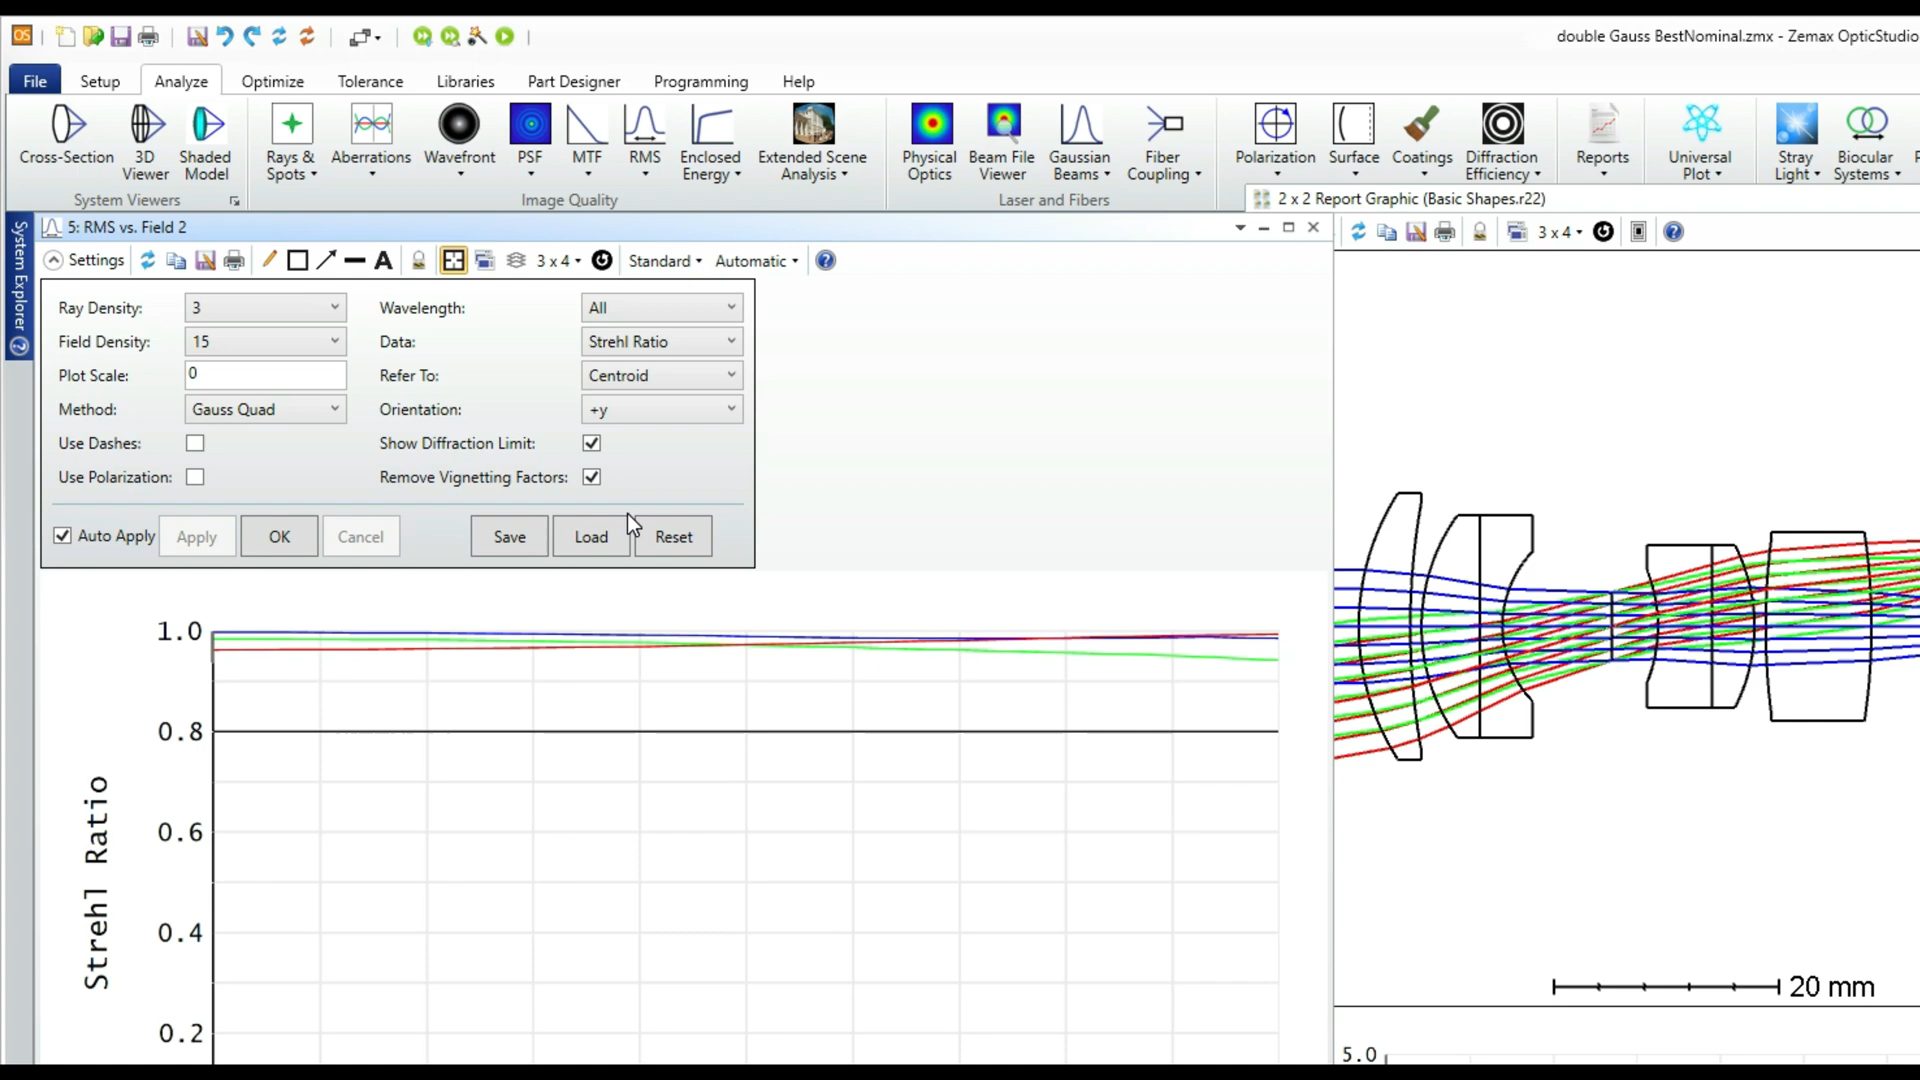 OS
double Gauss BestNominal.zmx - Zemax OpticStudio
File Setup Analyze Optimize Tolerance Libraries Part Designer Programming Help
Cross-Section
3D Viewer
Shaded Model
Rays & Spots
Aberrations
Wavefront
PSF
MTF
RMS
Enclosed Energy
Extended Scene Analysis
Physical Optics
Beam File Viewer
Gaussian Beams
Fiber Coupling
Polarization
Surface
Coatings
Diffraction Efficiency
Reports
Universal Plot
Stray Light
Biocular Systems
System Viewers
Image Quality
Laser and Fibers
2 x 2 Report Graphic (Basic Shapes.r22)
System Explorer ?
5: RMS vs. Field 2
Settings A 3 x 4 Standard Automatic ?
3 x 4 ?
Ray Density: 3 Wavelength: All
Field Density: 15 Data: Strehl Ratio
Plot Scale: 0 Refer To: Centroid
Method: Gauss Quad Orientation: +y
Use Dashes: Show Diffraction Limit:
Use Polarization: Remove Vignetting Factors:
Auto Apply Apply OK Cancel Save Load Reset
1.0
0.8
0.6
0.4
0.2
Strehl Ratio
20 mm
5.0